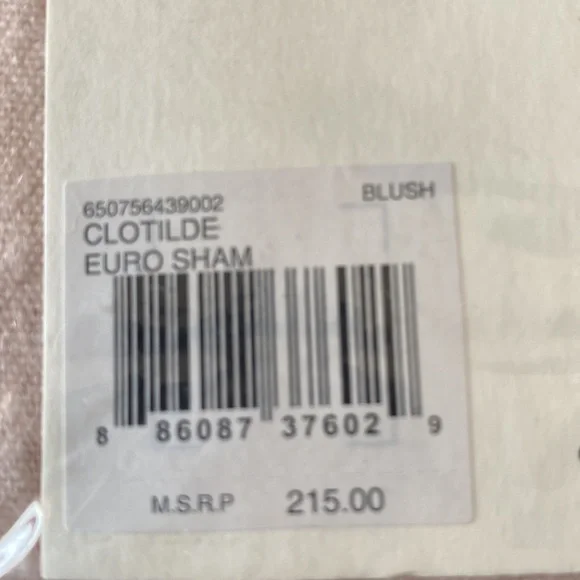 650756439002 BLUSH
CLOTILDE
EURO SHAM
8 86087 37602 9
M.S.R.P 215.00